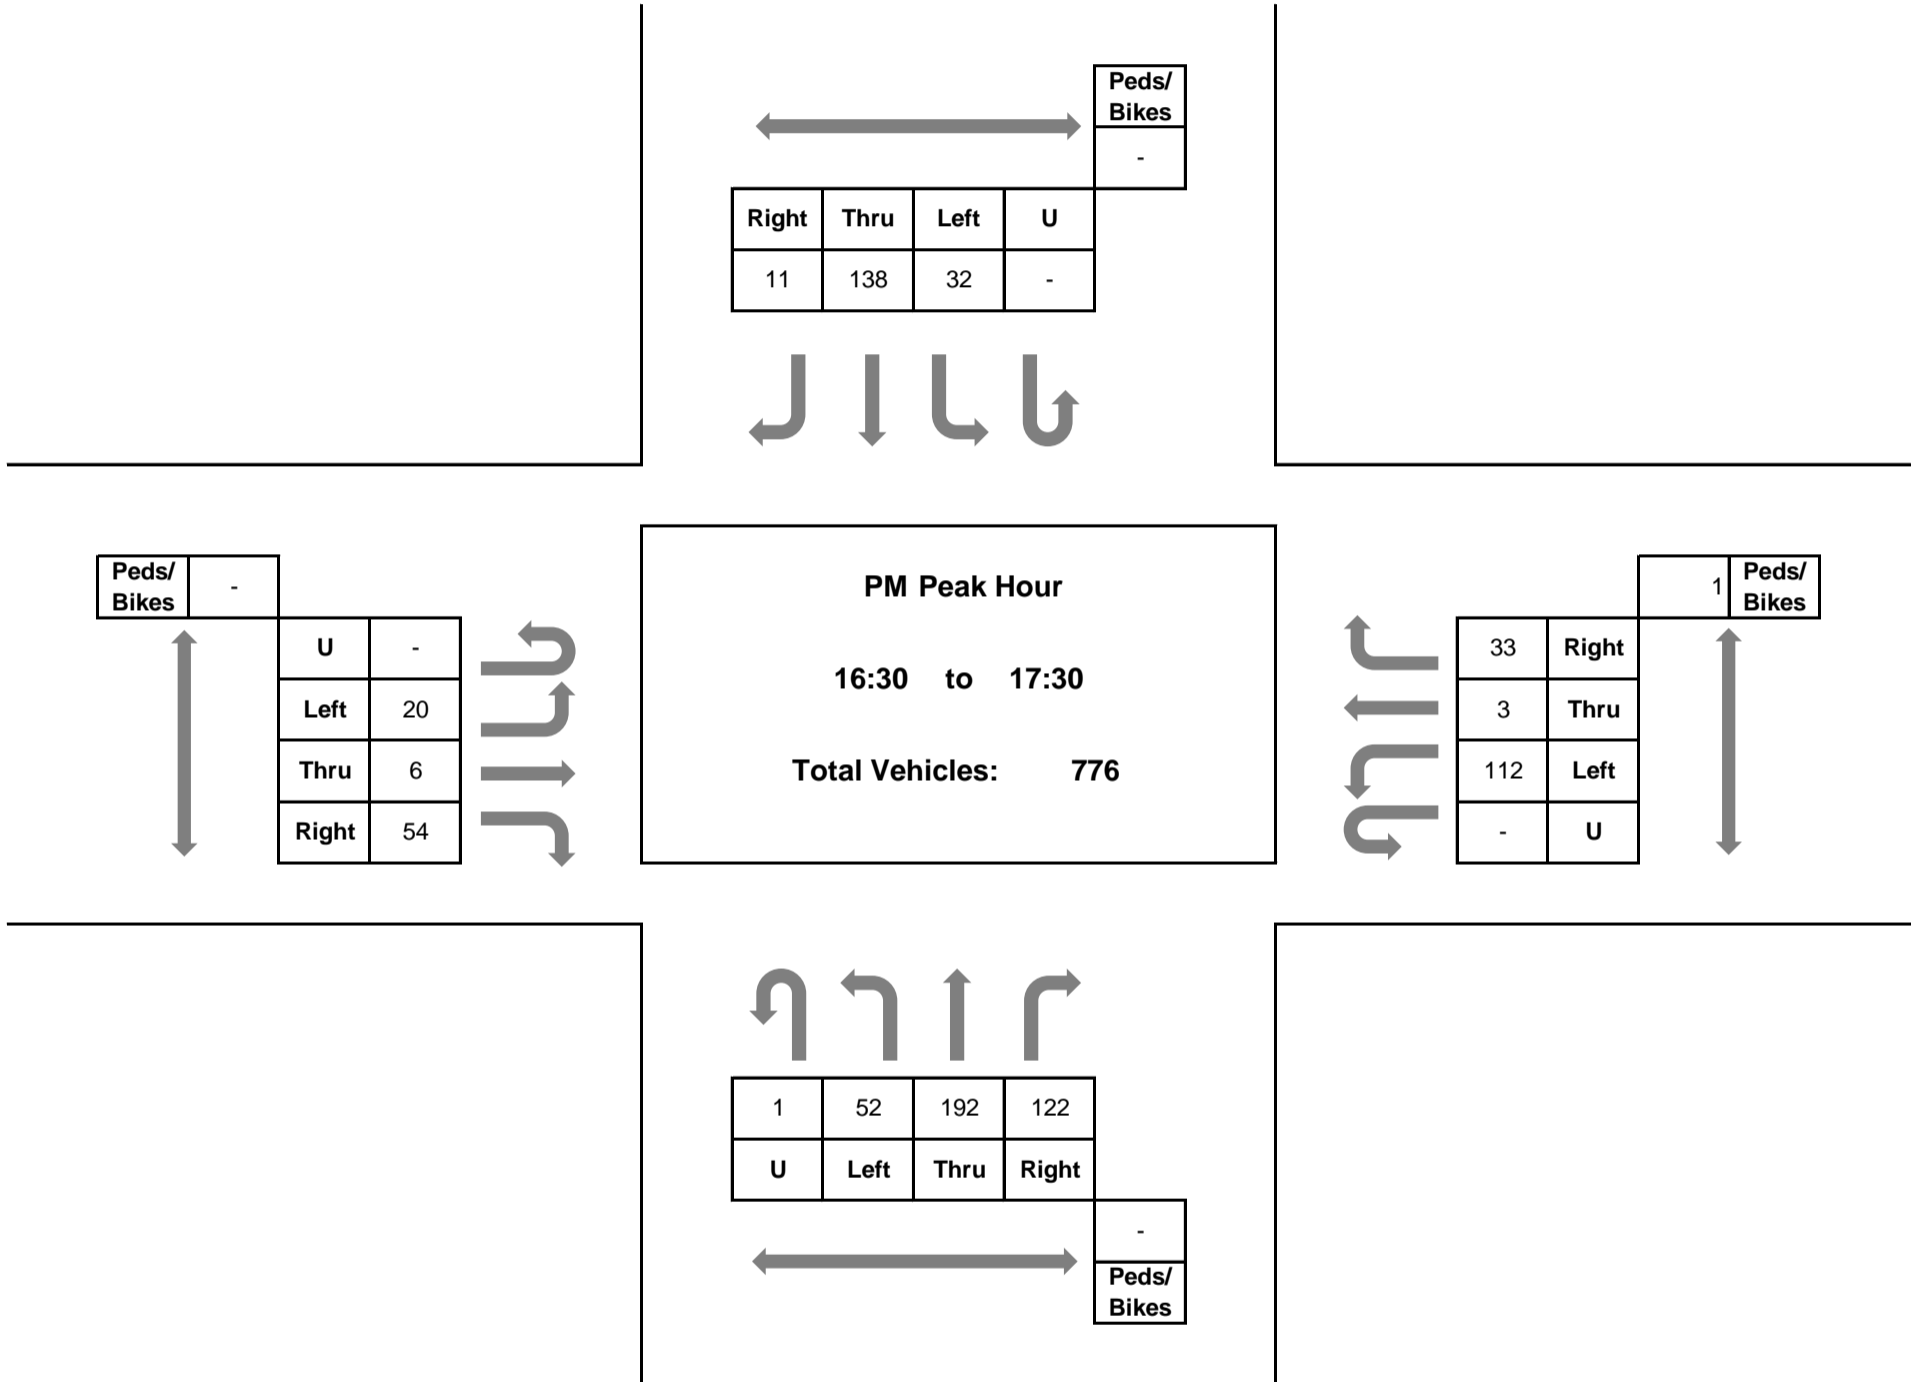 Peds/
Bikes
-
Right Thru Left U
11 138 32 -
Peds/
Bikes
-
U -
Left 20
Thru 6
Right 54
PM Peak Hour
16:30 to 17:30
Total Vehicles: 776
1
Peds/
Bikes
33 Right
3 Thru
112 Left
- U
1 52 192 122
U Left Thru Right
-
Peds/
Bikes